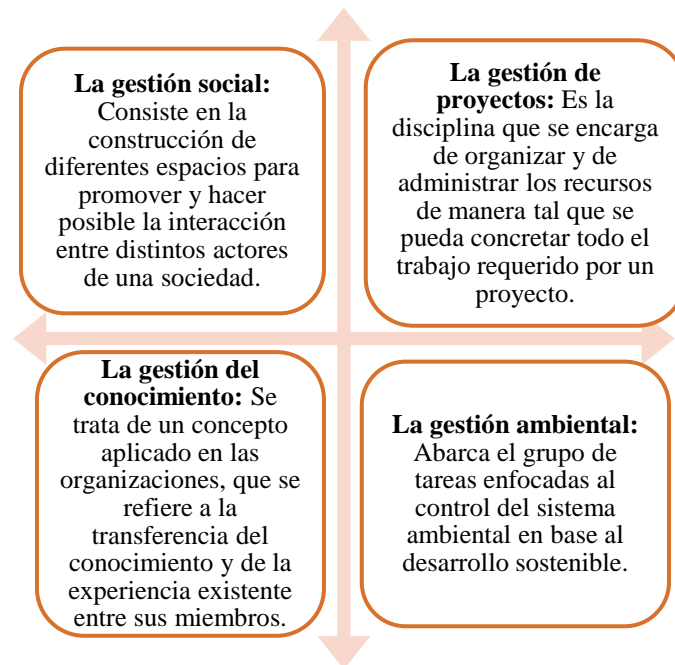 La gestión social:
Consiste en la
construcción de
diferentes espacios para
promover y hacer
posible la interacción
entre distintos actores
de una sociedad.
La gestión de
proyectos: Es la
disciplina que se encarga
de organizar y de
administrar los recursos
de manera tal que se
pueda concretar todo el
trabajo requerido por un
proyecto.
La gestión del
conocimiento: Se
trata de un concepto
aplicado en las
organizaciones, que se
refiere a la
transferencia del
conocimiento y de la
experiencia existente
entre sus miembros.
La gestión ambiental:
Abarca el grupo de
tareas enfocadas al
control del sistema
ambiental en base al
desarrollo sostenible.